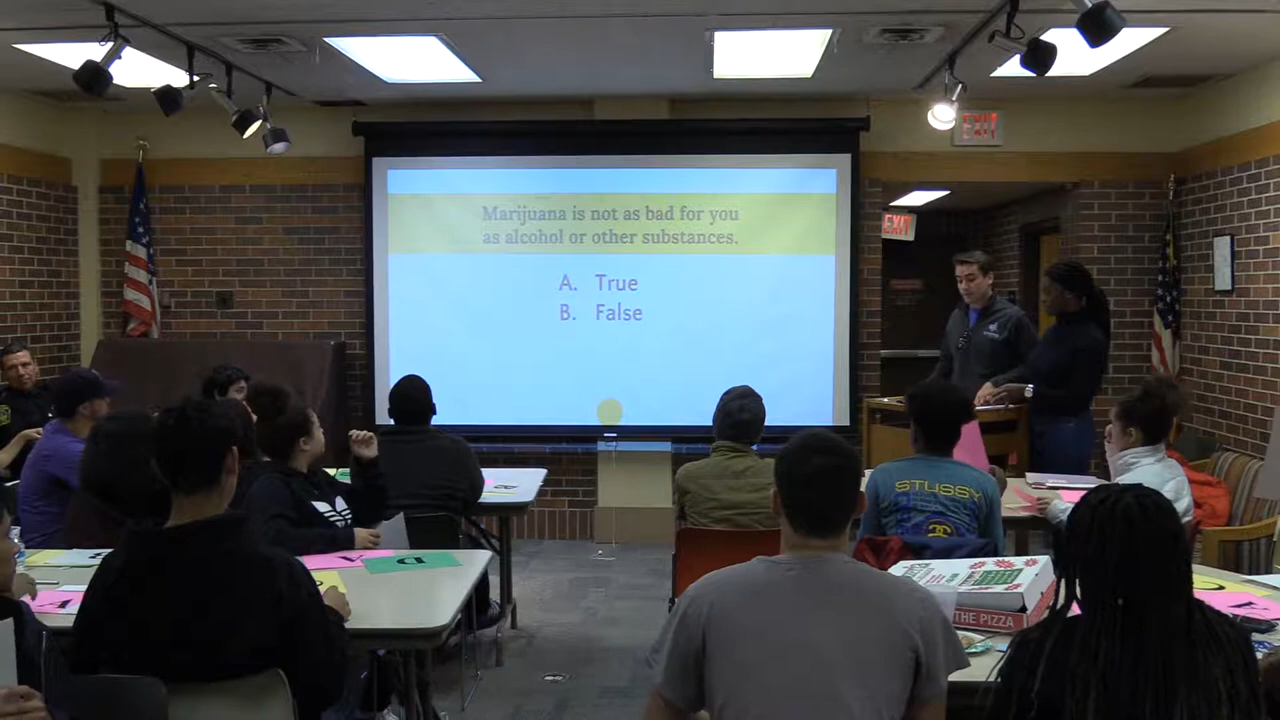 EXIT
EXIT
Marijuana is not as bad for you
as alcohol or other substances.
A. True
B. False
STUSSY
THE PIZZA
A
D
A